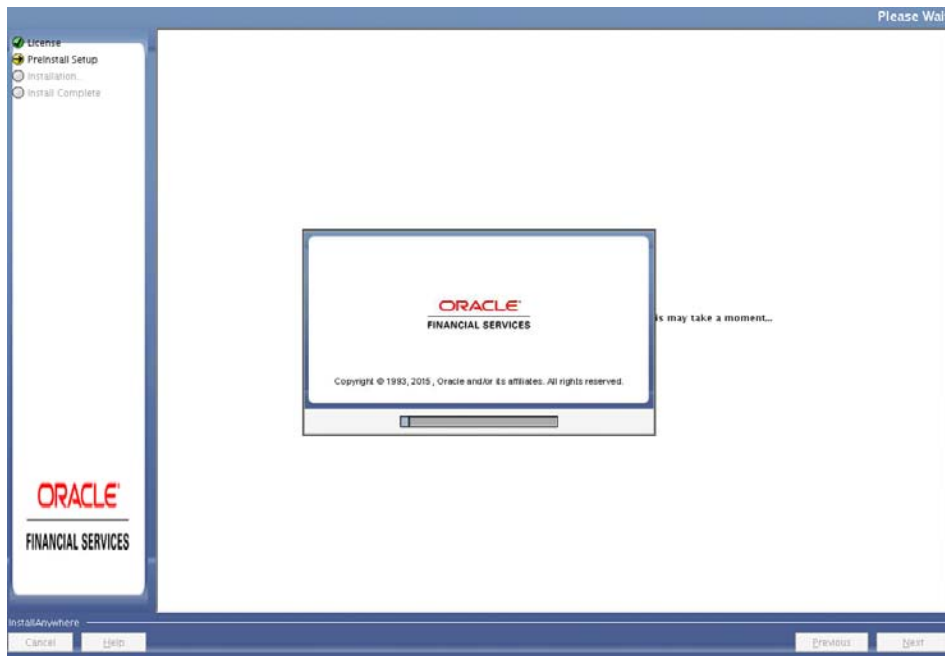 Please Wai
License
PreInstall Setup
Installation...
Install Complete
ORACLE
FINANCIAL SERVICES
is may take a moment...
Copyright © 1993, 2015, Oracle and/or its affiliates. All rights reserved.
ORACLE
FINANCIAL SERVICES
InstallAnywhere
Cancel
Help
Previous
Next